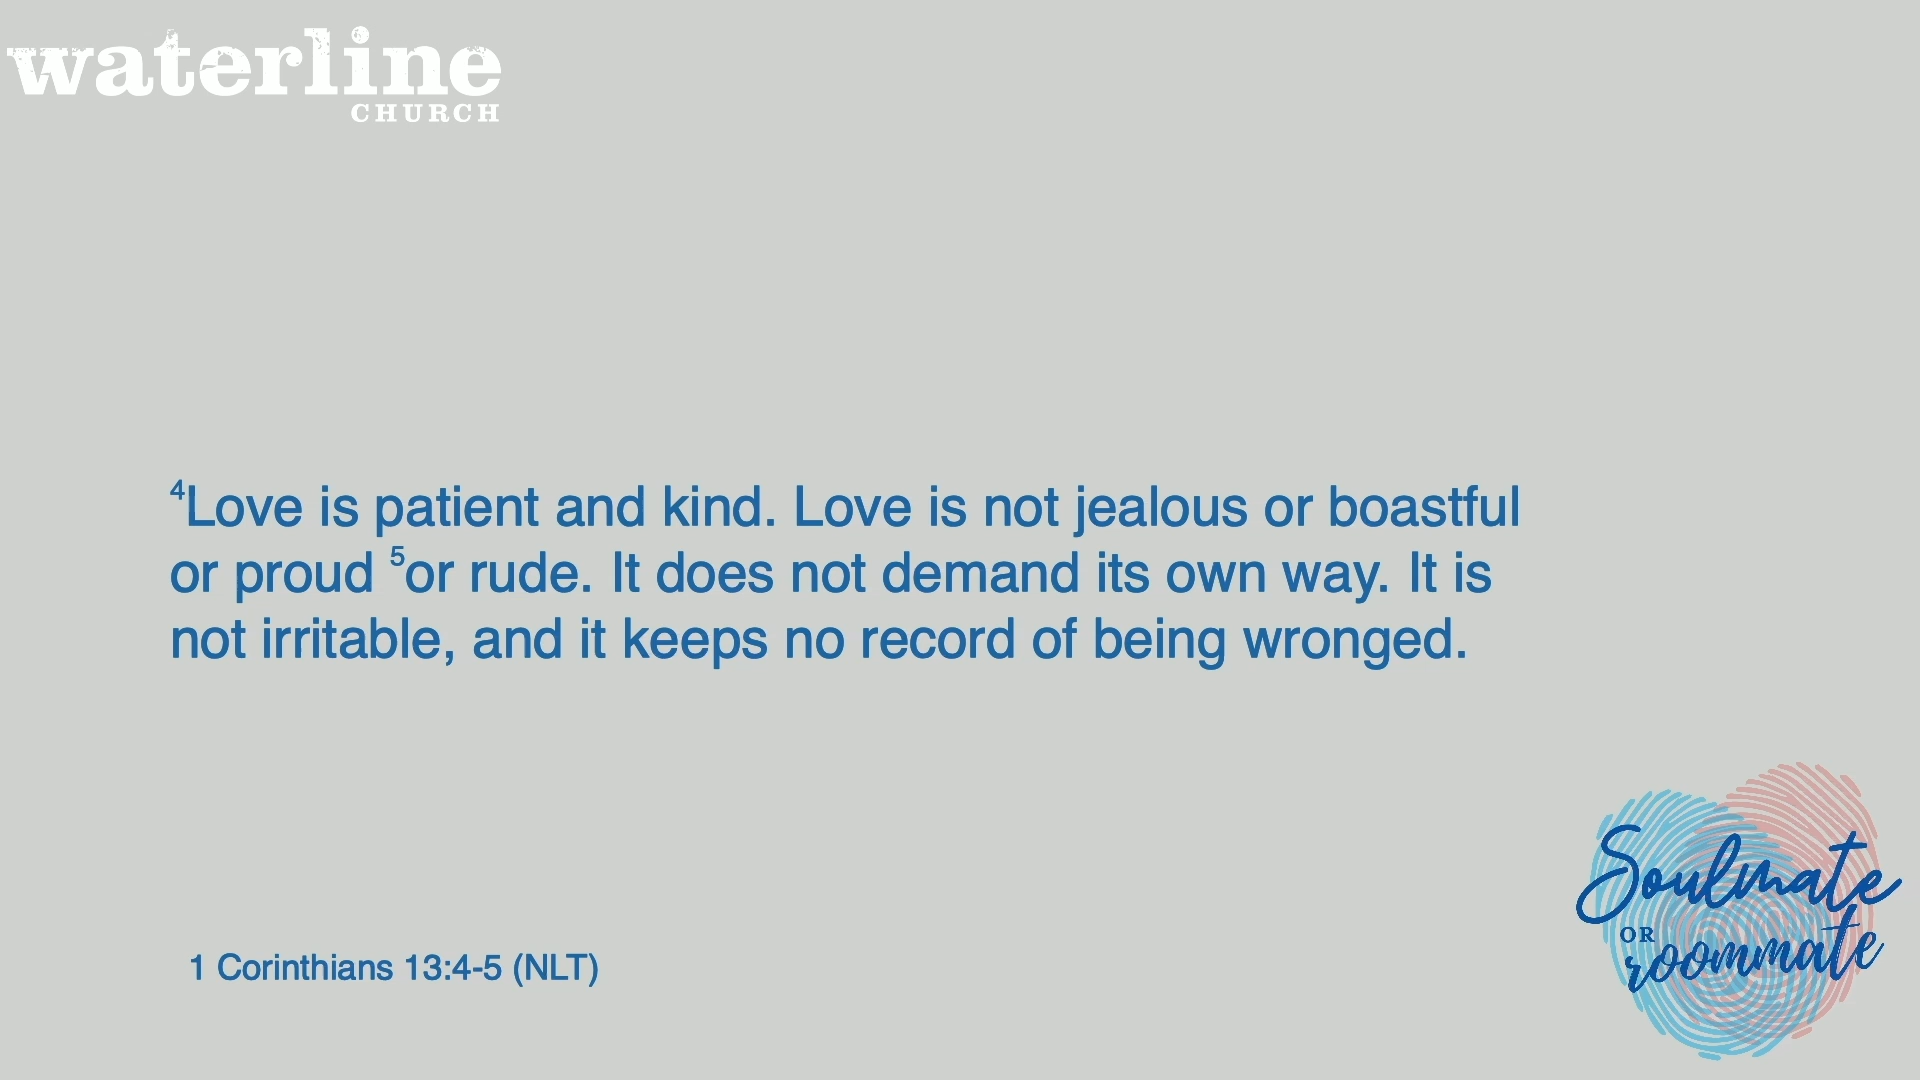 waterline
CHURCH
⁴Love is patient and kind. Love is not jealous or boastful
or proud ⁵or rude. It does not demand its own way. It is
not irritable, and it keeps no record of being wronged.
1 Corinthians 13:4-5 (NLT)
Soulmate
OR
roommate